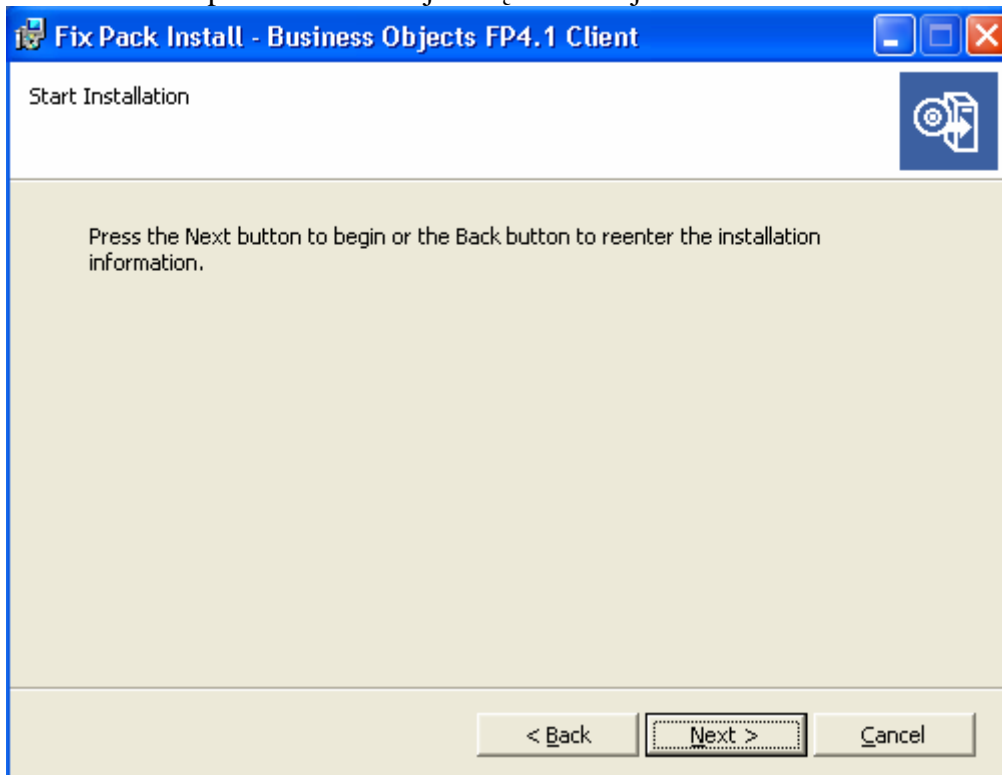 Fix Pack Install - Business Objects FP4.1 Client
Start Installation
Press the Next button to begin or the Back button to reenter the installation
information.
< Back Next > Cancel